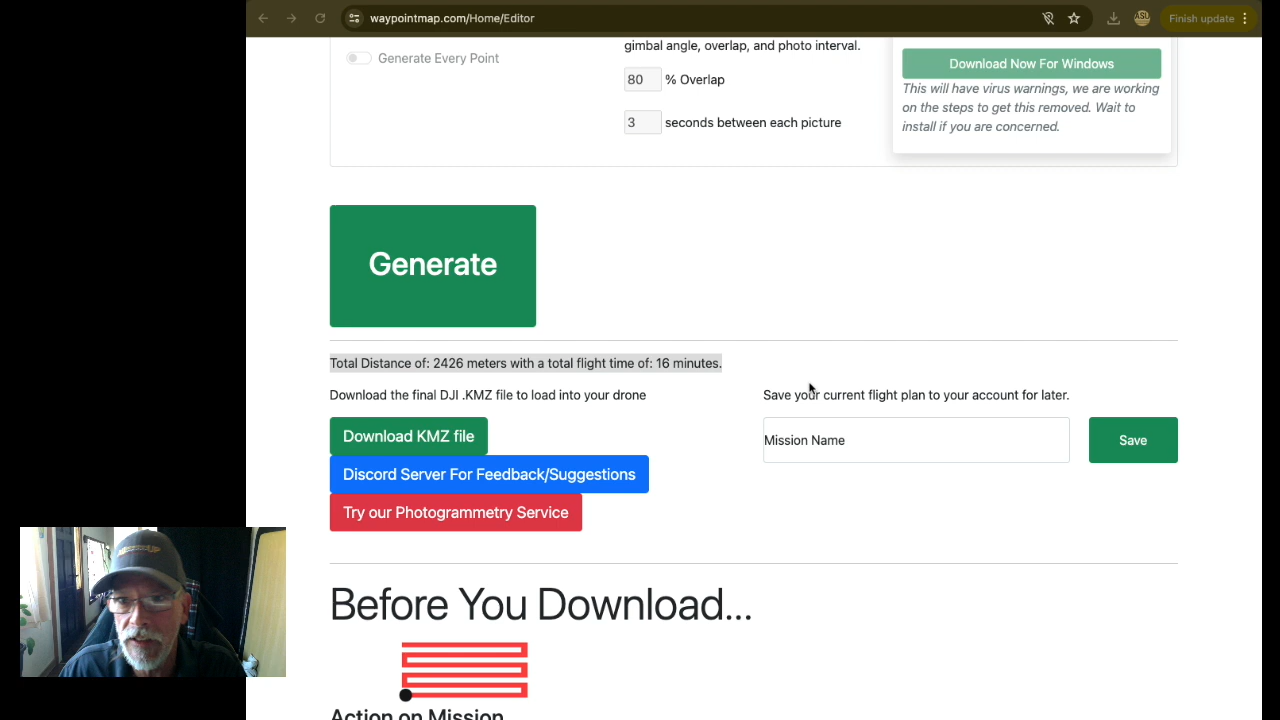 waypointmap.com/Home/Editor
Finish update
gimbal angle, overlap, and photo interval.
Generate Every Point
80 % Overlap
3 seconds between each picture
Download Now For Windows
This will have virus warnings, we are working
on the steps to get this removed. Wait to
install if you are concerned.
Generate
Total Distance of: 2426 meters with a total flight time of: 16 minutes.
Download the final DJI .KMZ file to load into your drone
Save your current flight plan to your account for later.
Download KMZ file
Mission Name
Save
Discord Server For Feedback/Suggestions
Try our Photogrammetry Service
Before You Download...
Action on Mission